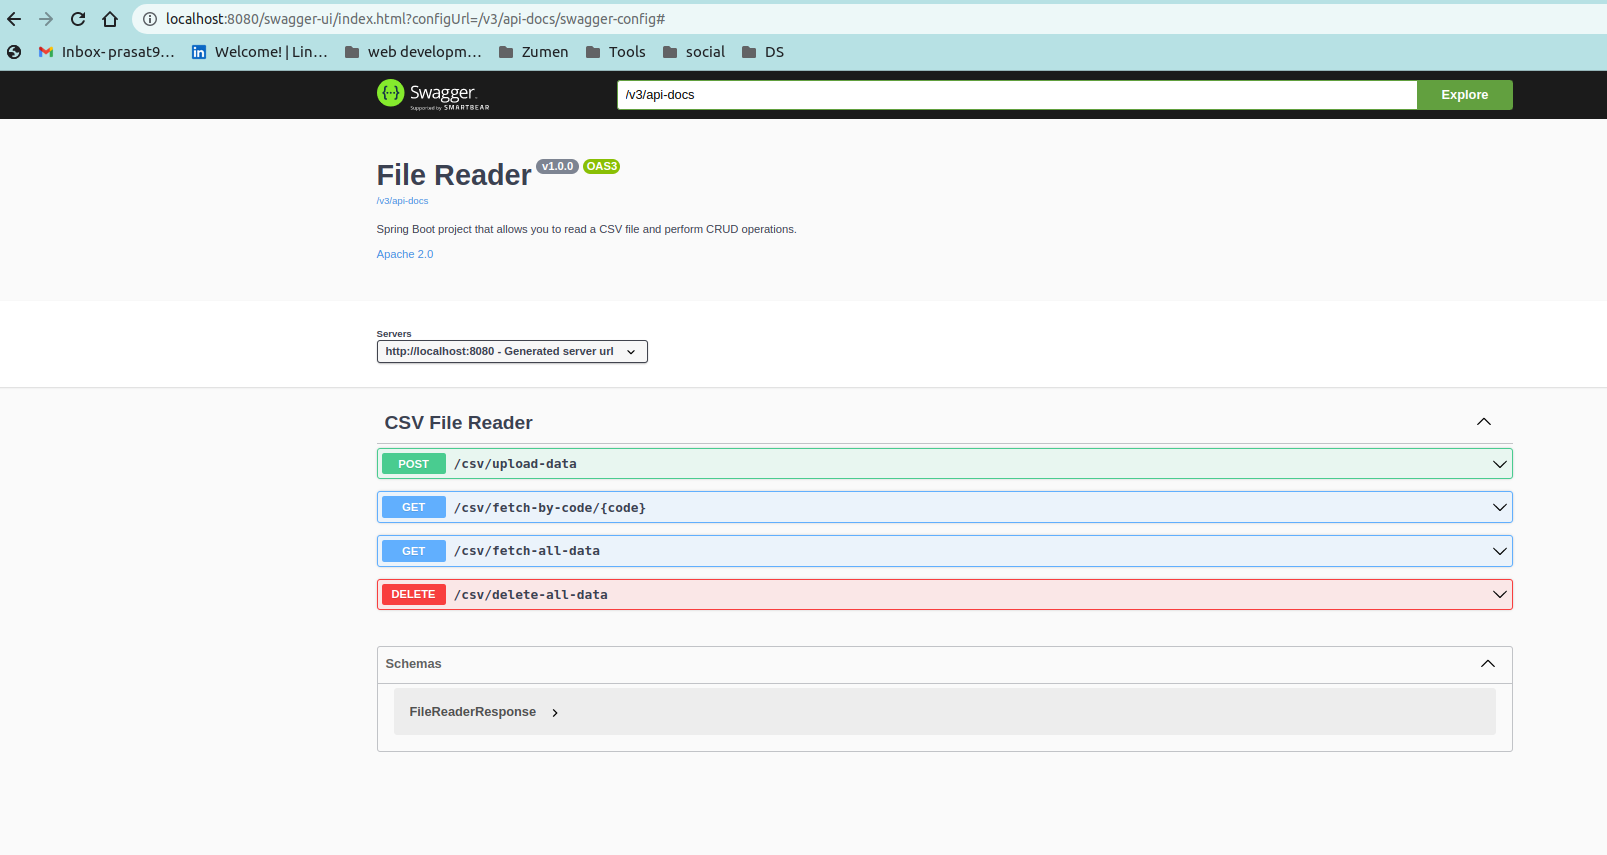 localhost:8080/swagger-ui/index.html?configUrl=/v3/api-docs/swagger-config#
Inbox- prasat9… Welcome! | Lin… web developm… Zumen Tools social DS
Swagger. /v3/api-docs Explore
Supported by SMARTBEAR
File Reader v1.0.0 OAS3
/v3/api-docs
Spring Boot project that allows you to read a CSV file and perform CRUD operations.
Apache 2.0
Servers
http://localhost:8080 - Generated server url
CSV File Reader
POST /csv/upload-data
GET /csv/fetch-by-code/{code}
GET /csv/fetch-all-data
DELETE /csv/delete-all-data
Schemas
FileReaderResponse